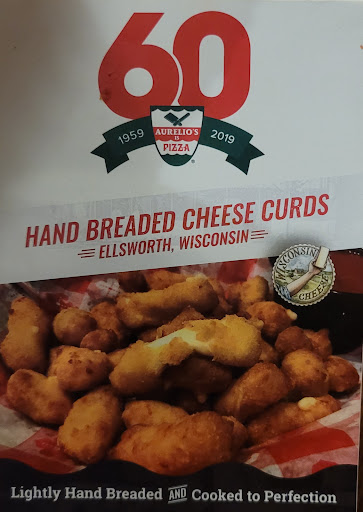 60
1959 AURELIO'S 2019
IS
PIZZA
HAND BREADED CHEESE CURDS
ELLSWORTH, WISCONSIN
WISCONSIN
CHEESE
Lightly Hand Breaded AND Cooked to Perfection